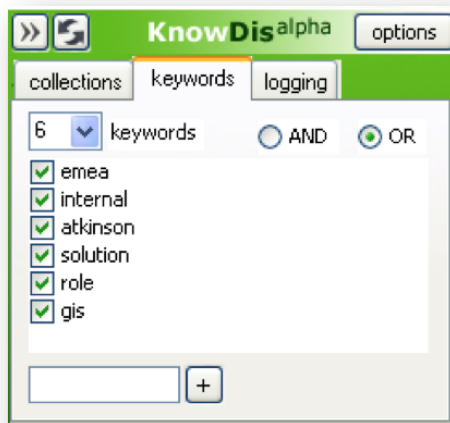 » KnowDis alpha options
collections keywords logging
6 keywords AND OR
emea
internal
atkinson
solution
role
gis
+